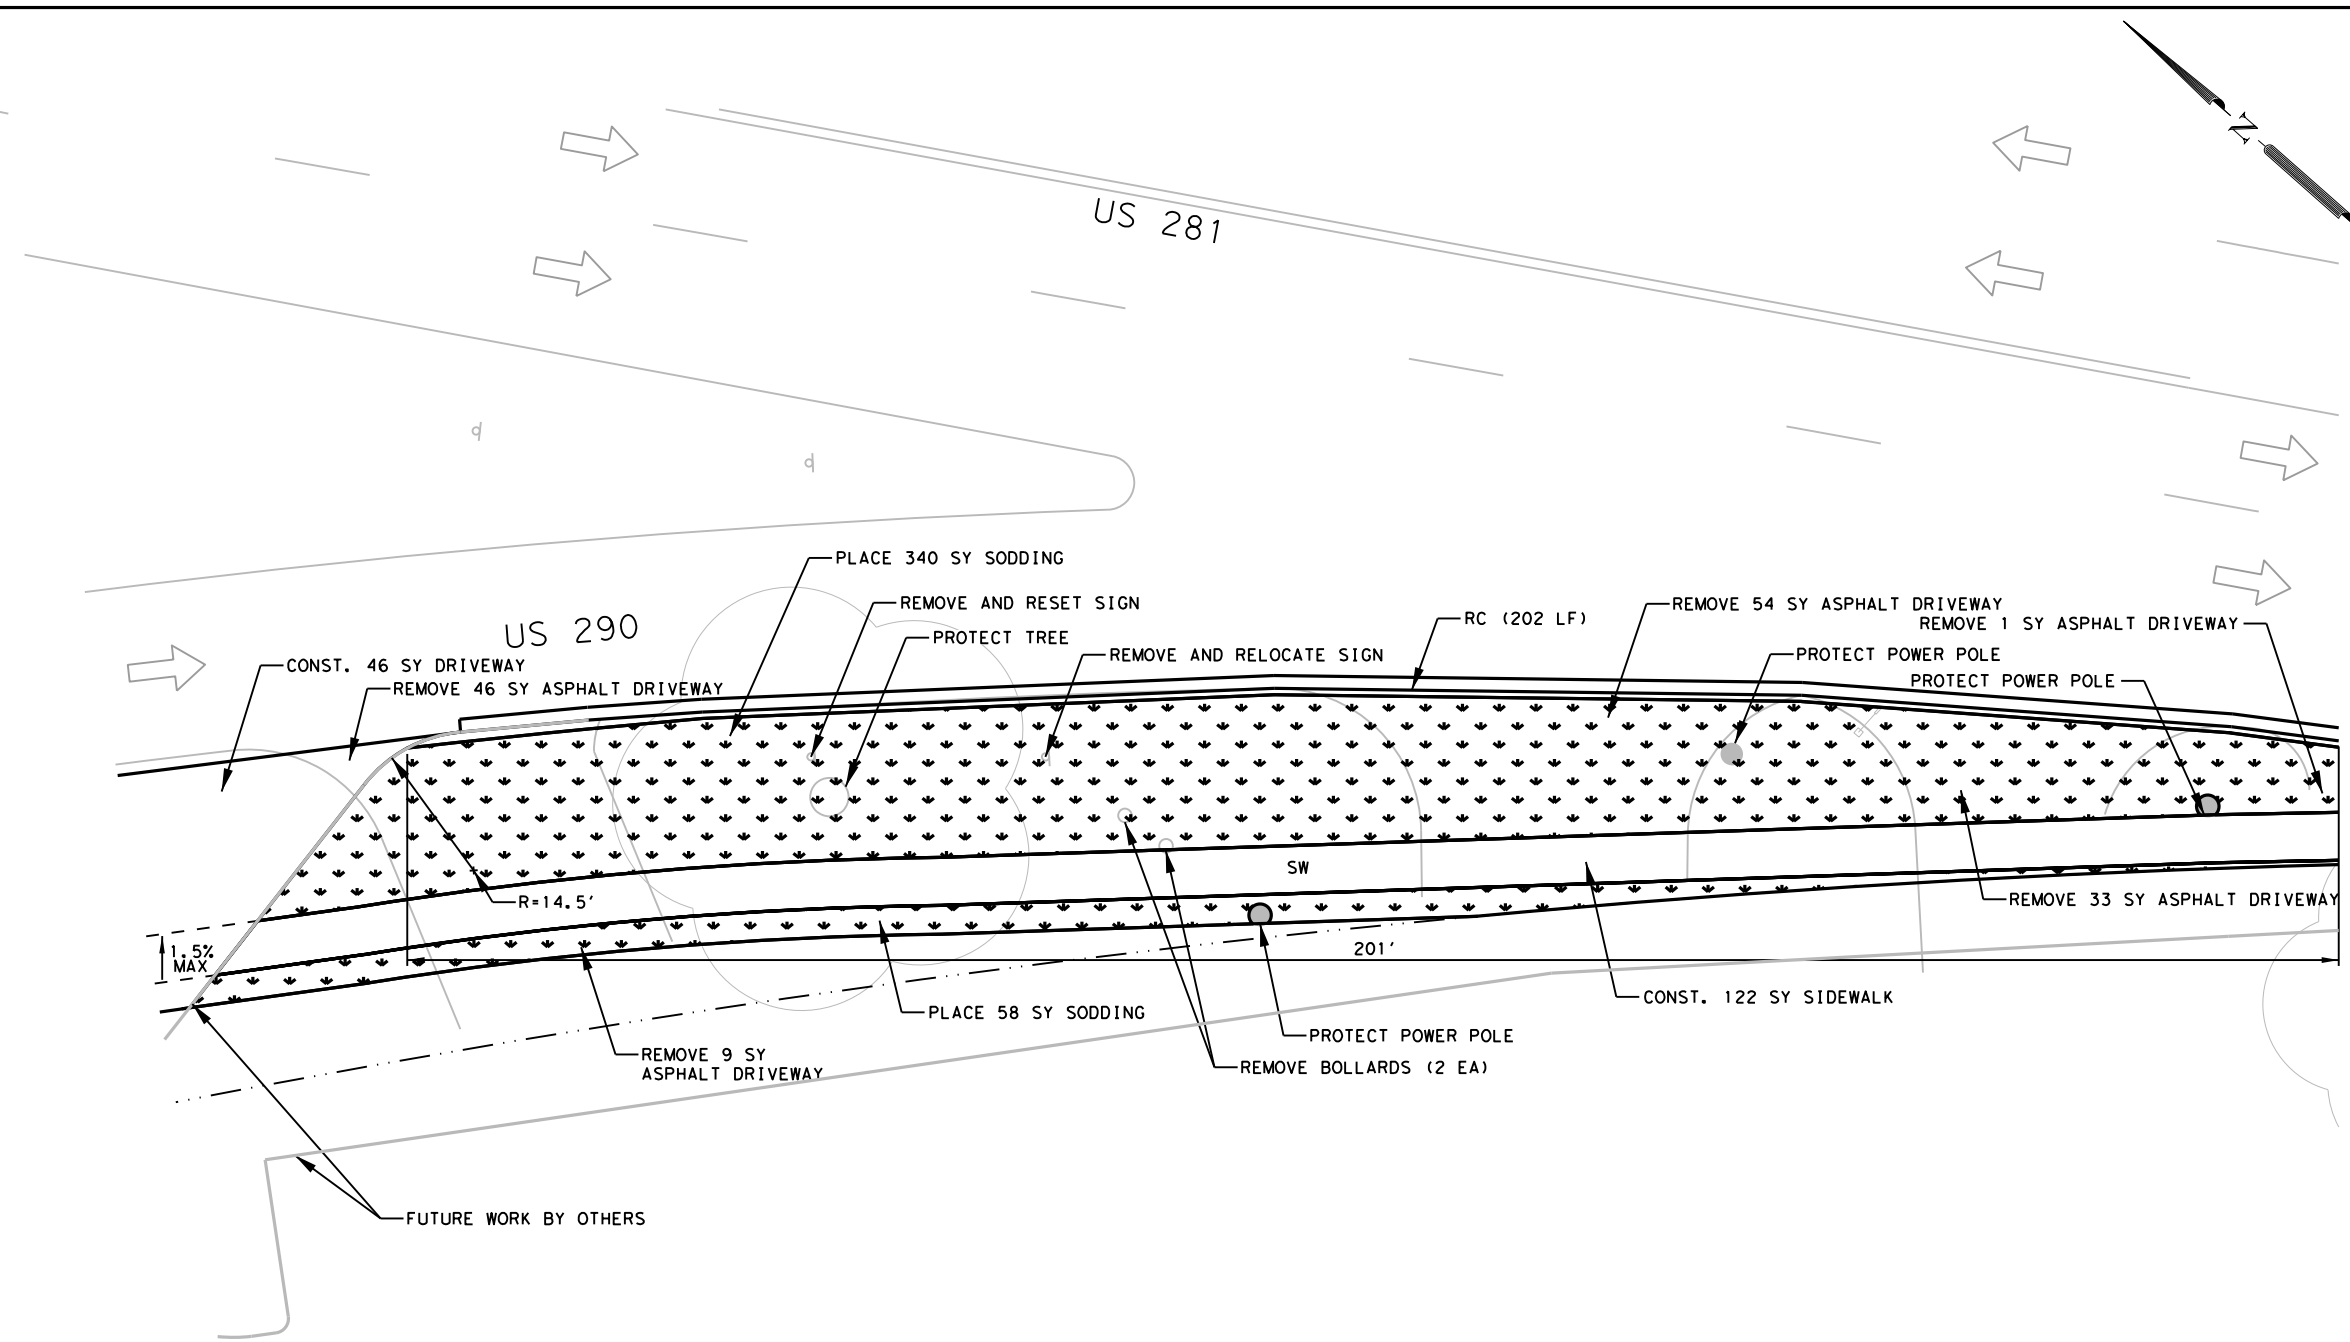 N
US 281
PLACE 340 SY SODDING
REMOVE AND RESET SIGN
PROTECT TREE
REMOVE AND RELOCATE SIGN
RC (202 LF)
REMOVE 54 SY ASPHALT DRIVEWAY
REMOVE 1 SY ASPHALT DRIVEWAY
PROTECT POWER POLE
PROTECT POWER POLE
US 290
CONST. 46 SY DRIVEWAY
REMOVE 46 SY ASPHALT DRIVEWAY
SW
R=14.5'
REMOVE 33 SY ASPHALT DRIVEWAY
1.5%
MAX
201'
CONST. 122 SY SIDEWALK
PLACE 58 SY SODDING
PROTECT POWER POLE
REMOVE 9 SY
ASPHALT DRIVEWAY
REMOVE BOLLARDS (2 EA)
FUTURE WORK BY OTHERS